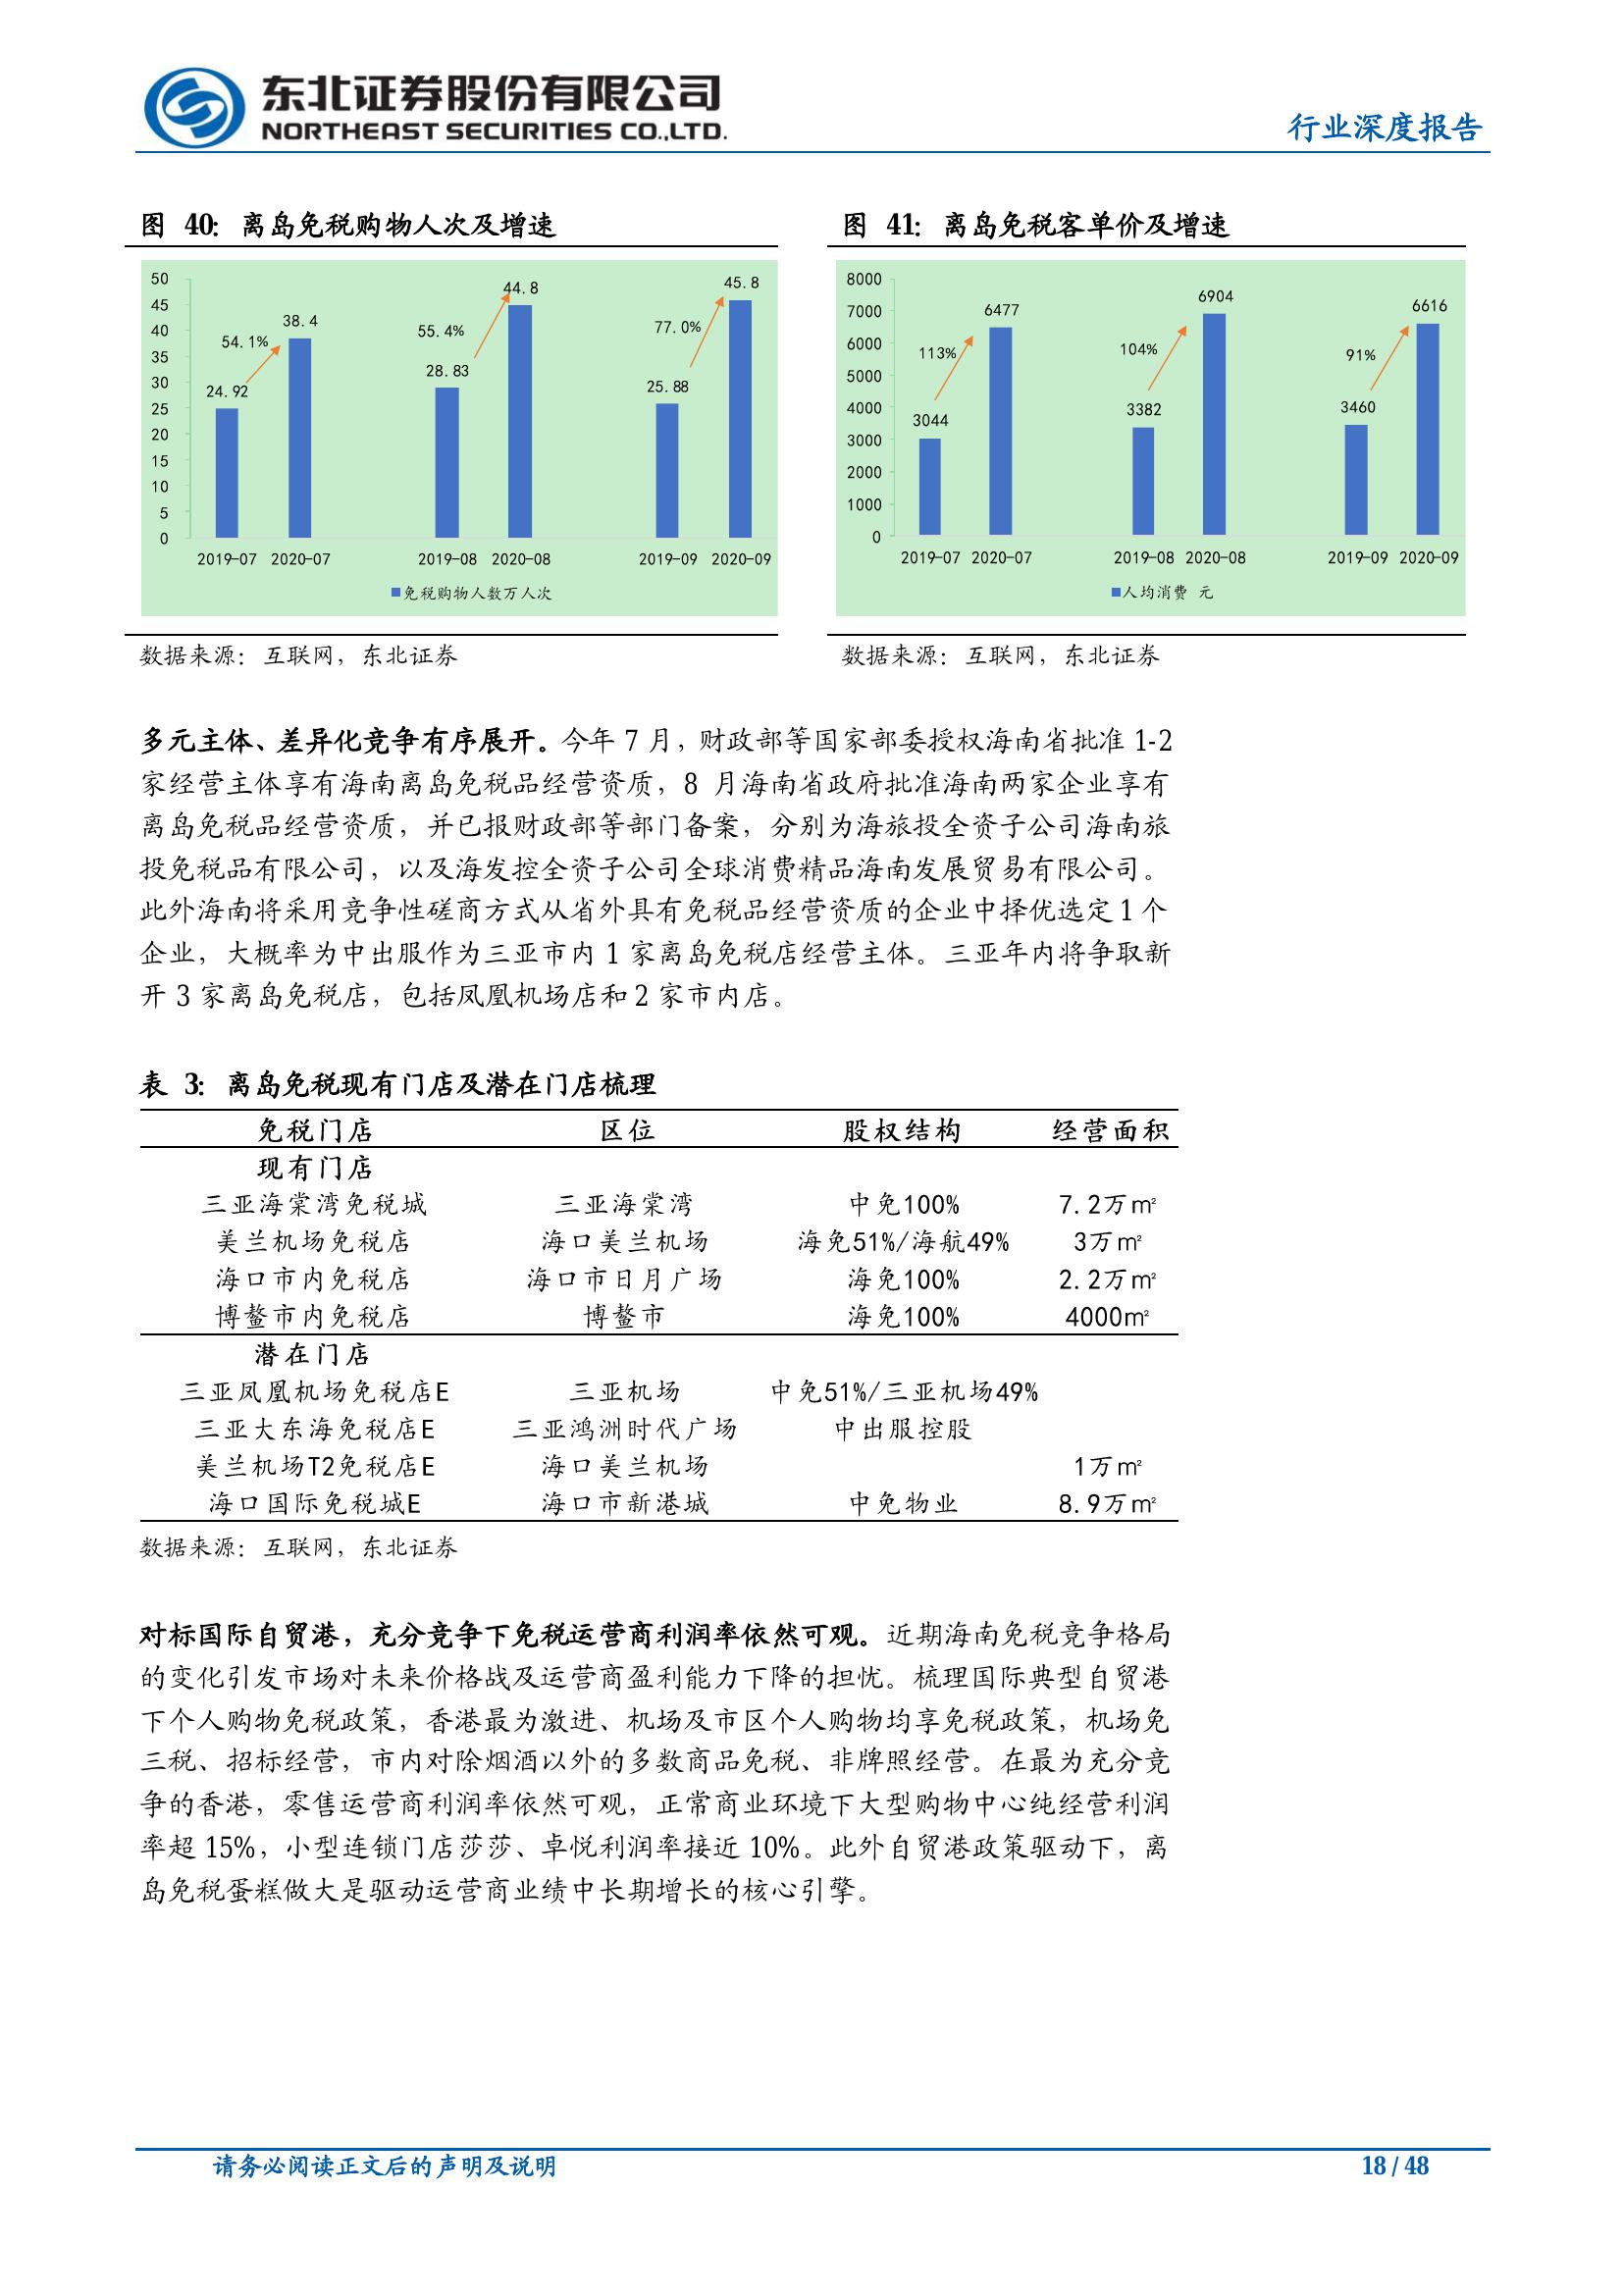 东北证券股份有限公司
NORTHEAST SECURITIES CO.,LTD.
行业深度报告
图 40：离岛免税购物人次及增速
50
45
40
35
30
25
20
15
10
5
0
24.92
54.1%
38.4
28.83
55.4%
44.8
25.88
77.0%
45.8
2019-07 2020-07 2019-08 2020-08 2019-09 2020-09
免税购物人数万人次
数据来源：互联网，东北证券
图 41：离岛免税客单价及增速
8000
7000
6000
5000
4000
3000
2000
1000
0
3044
113%
6477
3382
104%
6904
3460
91%
6616
2019-07 2020-07 2019-08 2020-08 2019-09 2020-09
人均消费 元
数据来源：互联网，东北证券
多元主体、差异化竞争有序展开。今年 7 月，财政部等国家部委授权海南省批准 1-2
家经营主体享有海南离岛免税品经营资质，8 月海南省政府批准海南两家企业享有
离岛免税品经营资质，并已报财政部等部门备案，分别为海旅投全资子公司海南旅
投免税品有限公司，以及海发控全资子公司全球消费精品海南发展贸易有限公司。
此外海南将采用竞争性磋商方式从省外具有免税品经营资质的企业中择优选定 1 个
企业，大概率为中出服作为三亚市内 1 家离岛免税店经营主体。三亚年内将争取新
开 3 家离岛免税店，包括凤凰机场店和 2 家市内店。
表 3：离岛免税现有门店及潜在门店梳理
免税门店 区位 股权结构 经营面积
现有门店
三亚海棠湾免税城 三亚海棠湾 中免100% 7.2万㎡
美兰机场免税店 海口美兰机场 海免51%/海航49% 3万㎡
海口市内免税店 海口市日月广场 海免100% 2.2万㎡
博鳌市内免税店 博鳌市 海免100% 4000㎡
潜在门店
三亚凤凰机场免税店E 三亚机场 中免51%/三亚机场49%
三亚大东海免税店E 三亚鸿洲时代广场 中出服控股
美兰机场T2免税店E 海口美兰机场 1万㎡
海口国际免税城E 海口市新港城 中免物业 8.9万㎡
数据来源：互联网，东北证券
对标国际自贸港，充分竞争下免税运营商利润率依然可观。近期海南免税竞争格局
的变化引发市场对未来价格战及运营商盈利能力下降的担忧。梳理国际典型自贸港
下个人购物免税政策，香港最为激进、机场及市区个人购物均享免税政策，机场免
三税、招标经营，市内对除烟酒以外的多数商品免税、非牌照经营。在最为充分竞
争的香港，零售运营商利润率依然可观，正常商业环境下大型购物中心纯经营利润
率超 15%，小型连锁门店莎莎、卓悦利润率接近 10%。此外自贸港政策驱动下，离
岛免税蛋糕做大是驱动运营商业绩中长期增长的核心引擎。
请务必阅读正文后的声明及说明
18 / 48